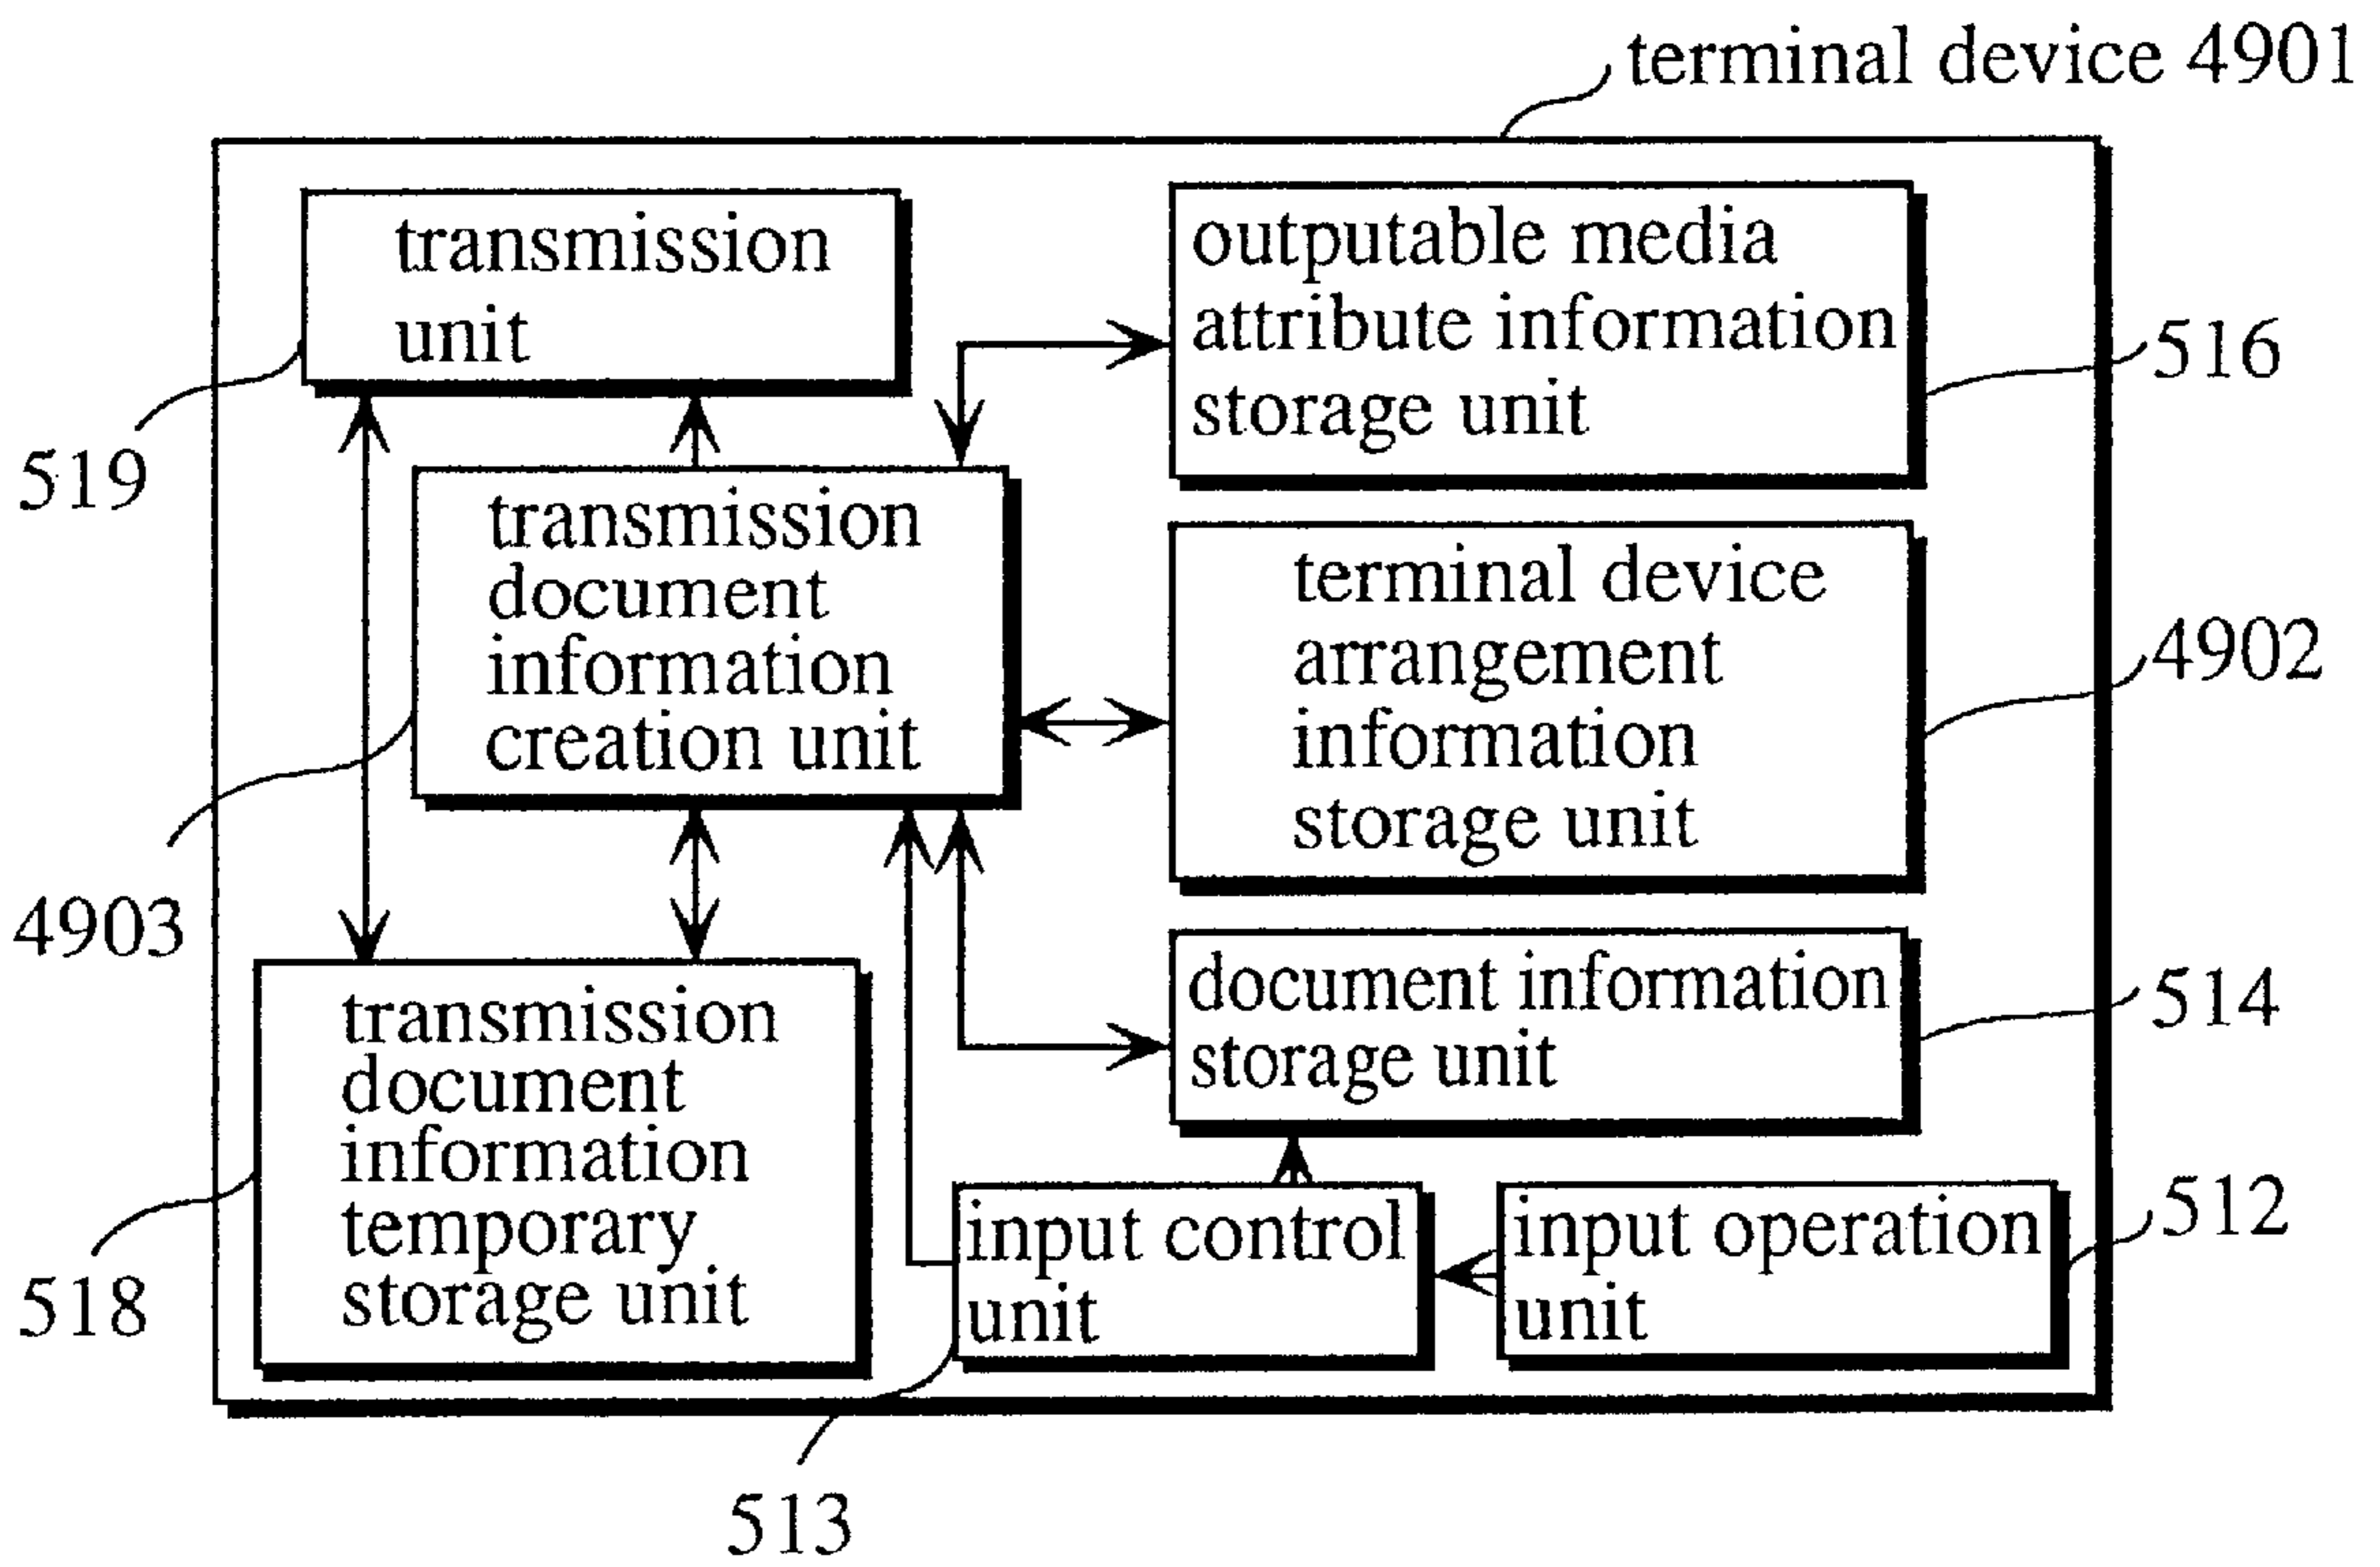 terminal device 4901
transmission
unit
519
outputable media
attribute information
storage unit
516
transmission
document
information
creation unit
4903
terminal device
arrangement
information
storage unit
4902
document information
storage unit
514
transmission
document
information
temporary
storage unit
518
input control
unit
513
input operation
unit
512